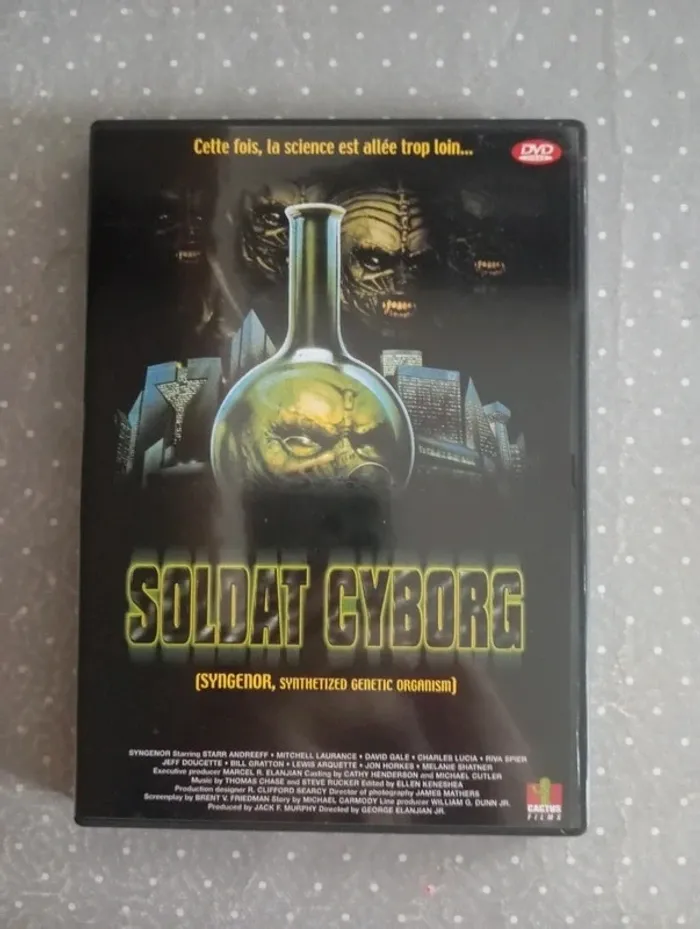 Cette fois, la science est allée trop loin...
DVD
SOLDAT CYBORG
(SYNGENOR, SYNTHETIZED GENETIC ORGANISM)
SYNGENOR Starring STARR ANDREEFF • MITCHELL LAURANCE • DAVID GALE • CHARLES LUCIA • RIVA SPIER
JEFF DOUCETTE • BILL GRATTON • LEWIS ARQUETTE • JON HORKES • MELANIE SHATNER
Executive producer MARCEL R. ELANJIAN Casting by CATHY HENDERSON and MICHAEL CUTLER
Music by THOMAS CHASE and STEVE RUCKER Edited by ELLEN KENESHEA
Production designer R. CLIFFORD SEARCY Director of photography JAMES MATHERS
Screenplay by BRENT V. FRIEDMAN Story by MICHAEL CARMODY Line producer WILLIAM G. DUNN JR.
Produced by JACK F. MURPHY Directed by GEORGE ELANJIAN JR.
CACTUS
FILMS